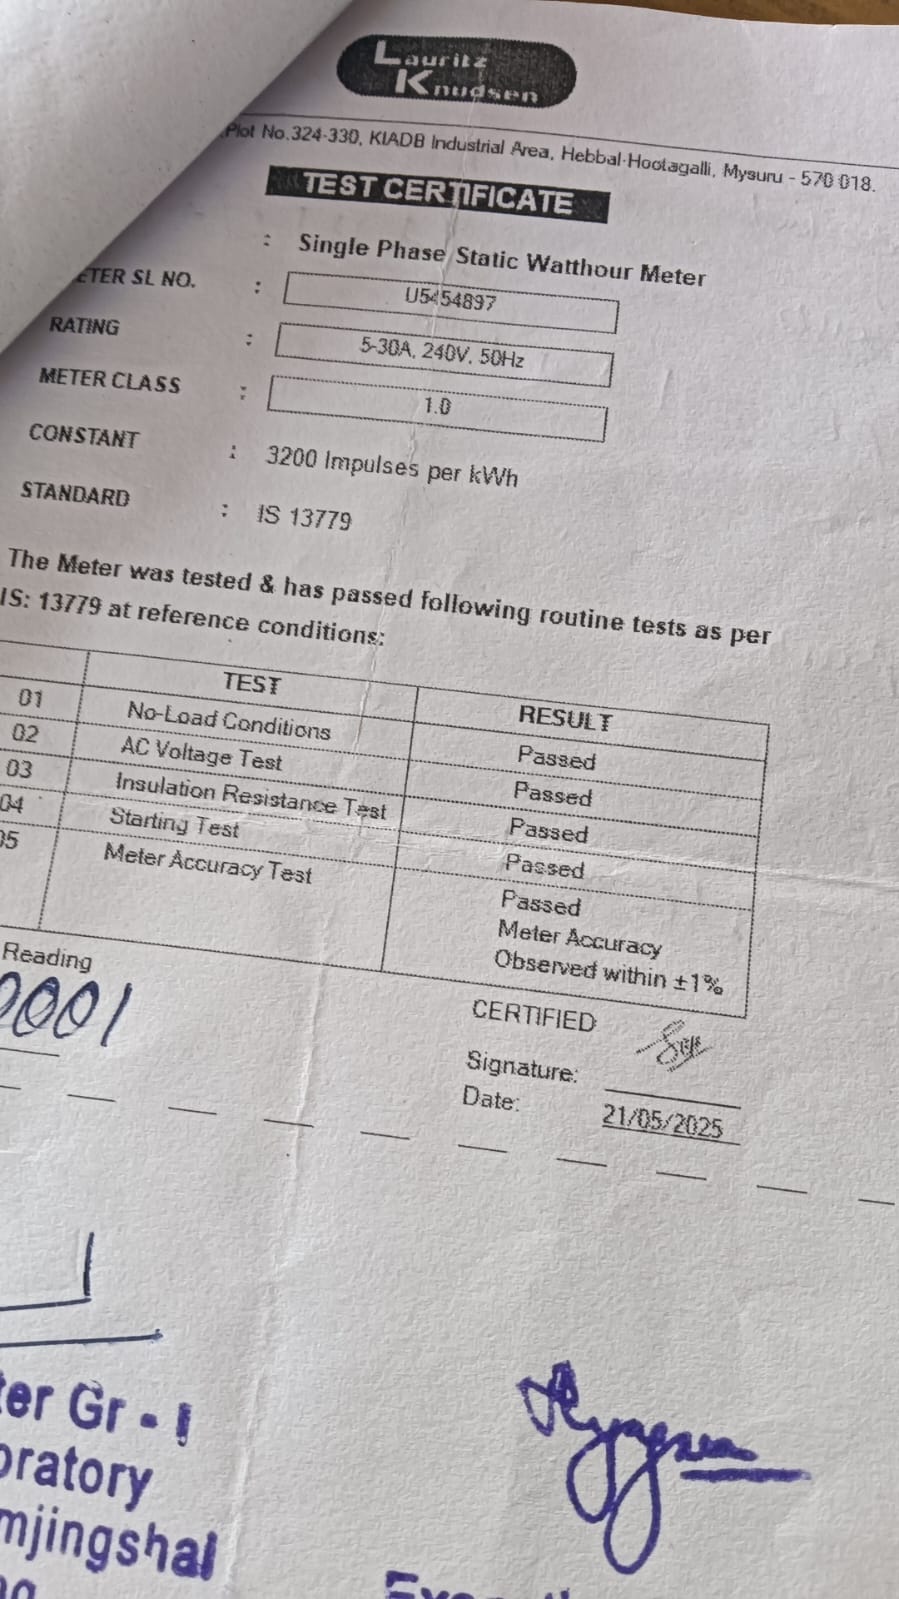 Lauritz
Knudsen
Plot No.324-330, KIADB Industrial Area, Hebbal-Hootagalli, Mysuru - 570 018.
TEST CERTIFICATE
: Single Phase Static Watthour Meter
ETER SL NO. : U5454897
RATING : 5-30A, 240V, 50Hz
METER CLASS : 1.0
CONSTANT : 3200 Impulses per kWh
STANDARD : IS 13779
The Meter was tested & has passed following routine tests as per
IS: 13779 at reference conditions:
TEST RESULT
01 No-Load Conditions Passed
02 AC Voltage Test Passed
03 Insulation Resistance Test Passed
04 Starting Test Passed
05 Meter Accuracy Test Passed
Meter Accuracy
Observed within ±1%
Reading
0001
CERTIFIED
Signature:
Date: 21/05/2025
ter Gr - I
oratory
mjingshal